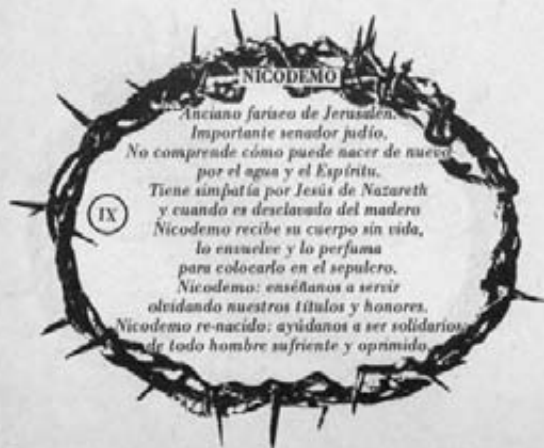 NICODEMO
Anciano fariseo de Jerusalén.
Importante senador judío,
No comprende cómo puede nacer de nuevo
por el agua y el Espíritu.
Tiene simpatía por Jesús de Nazareth
y cuando es desclavado del madero
IX
Nicodemo recibe su cuerpo sin vida,
lo envuelve y lo perfuma
para colocarlo en el sepulcro.
Nicodemo: enséñanos a servir
olvidando nuestros títulos y honores.
Nicodemo re-nacido: ayúdanos a ser solidarios
de todo hombre sufriente y oprimido.